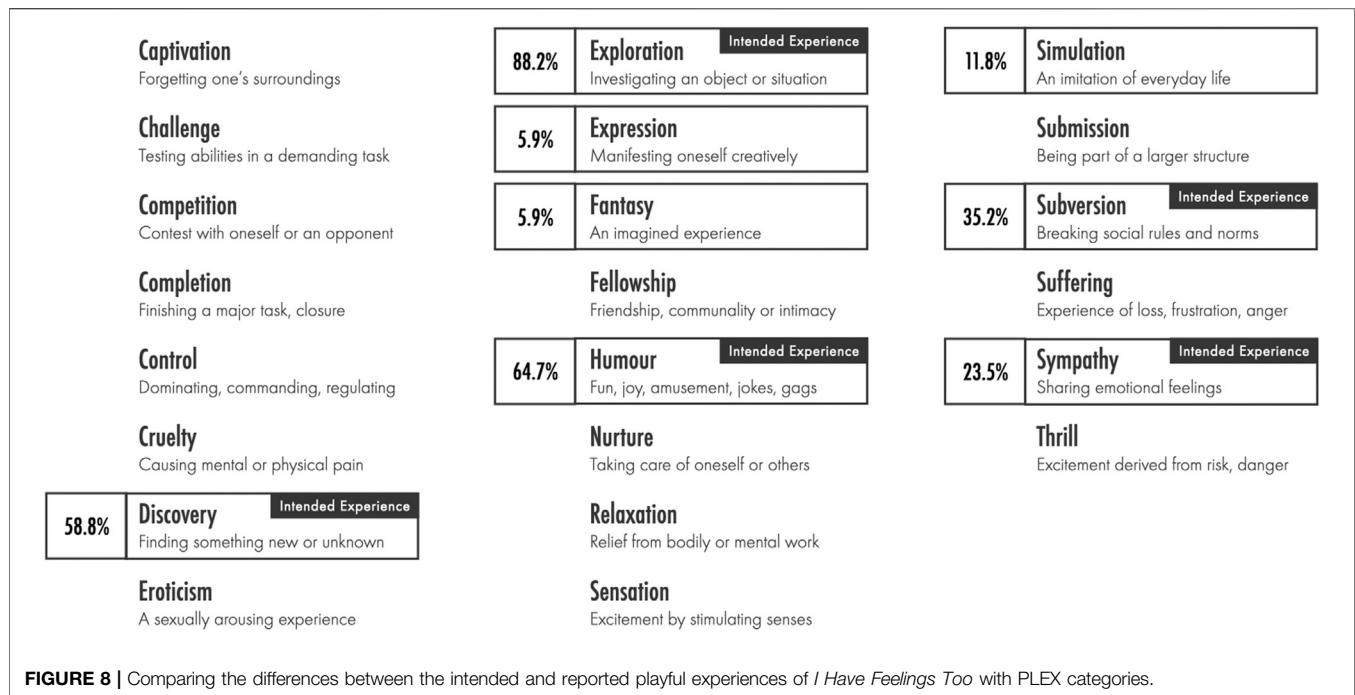 Captivation
Forgetting one's surroundings
Challenge
Testing abilities in a demanding task
Competition
Contest with oneself or an opponent
Completion
Finishing a major task, closure
Control
Dominating, commanding, regulating
Cruelty
Causing mental or physical pain
58.8%
Discovery
Intended Experience
Finding something new or unknown
Eroticism
A sexually arousing experience
88.2%
Exploration
Intended Experience
Investigating an object or situation
5.9%
Expression
Manifesting oneself creatively
5.9%
Fantasy
An imagined experience
Fellowship
Friendship, communality or intimacy
64.7%
Humour
Intended Experience
Fun, joy, amusement, jokes, gags
Nurture
Taking care of oneself or others
Relaxation
Relief from bodily or mental work
Sensation
Excitement by stimulating senses
11.8%
Simulation
An imitation of everyday life
Submission
Being part of a larger structure
35.2%
Subversion
Intended Experience
Breaking social rules and norms
Suffering
Experience of loss, frustration, anger
23.5%
Sympathy
Intended Experience
Sharing emotional feelings
Thrill
Excitement derived from risk, danger
FIGURE 8 | Comparing the differences between the intended and reported playful experiences of I Have Feelings Too with PLEX categories.